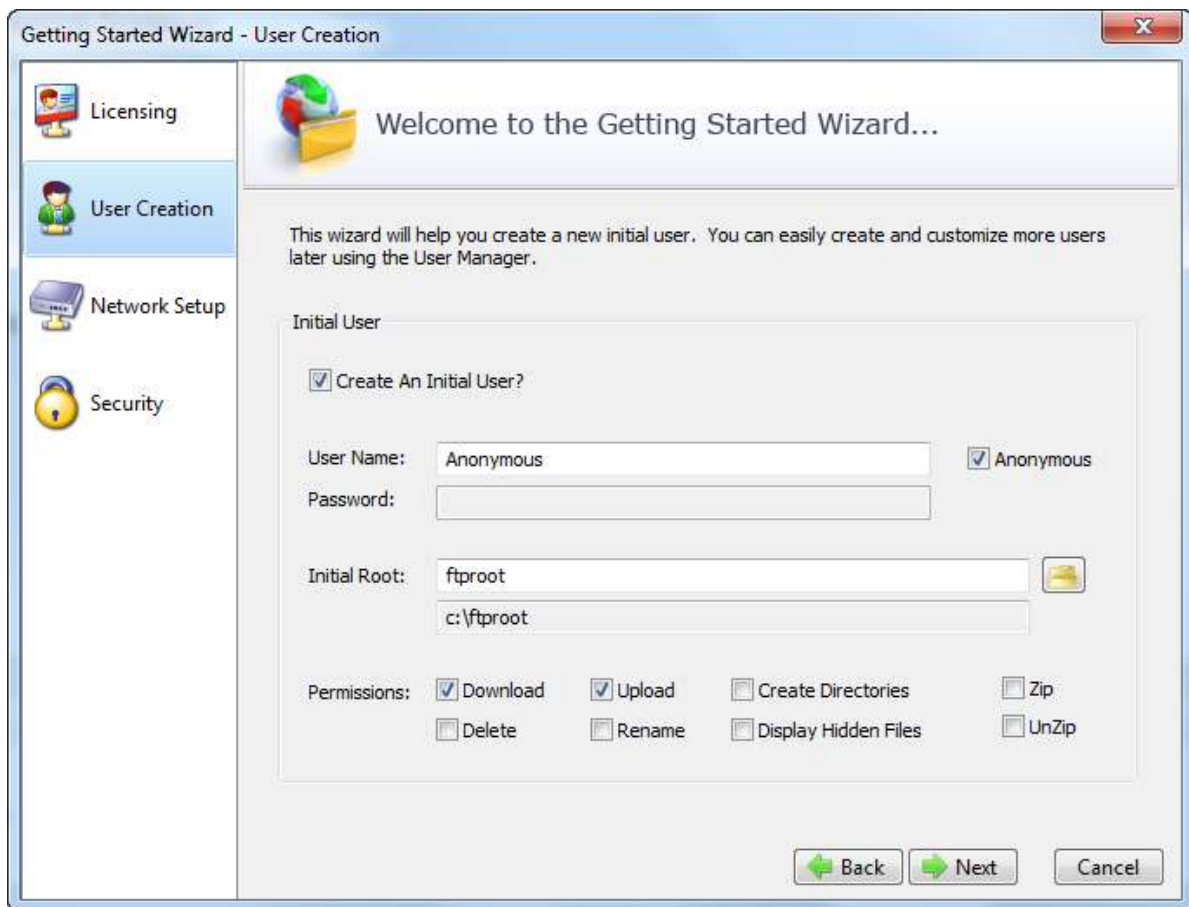 Getting Started Wizard - User Creation
Licensing
User Creation
Network Setup
Security
Welcome to the Getting Started Wizard...
This wizard will help you create a new initial user. You can easily create and customize more users
later using the User Manager.
Initial User
Create An Initial User?
User Name: Anonymous Anonymous
Password:
Initial Root: ftproot
c:\ftproot
Permissions: Download Upload Create Directories Zip
Delete Rename Display Hidden Files UnZip
Back Next Cancel